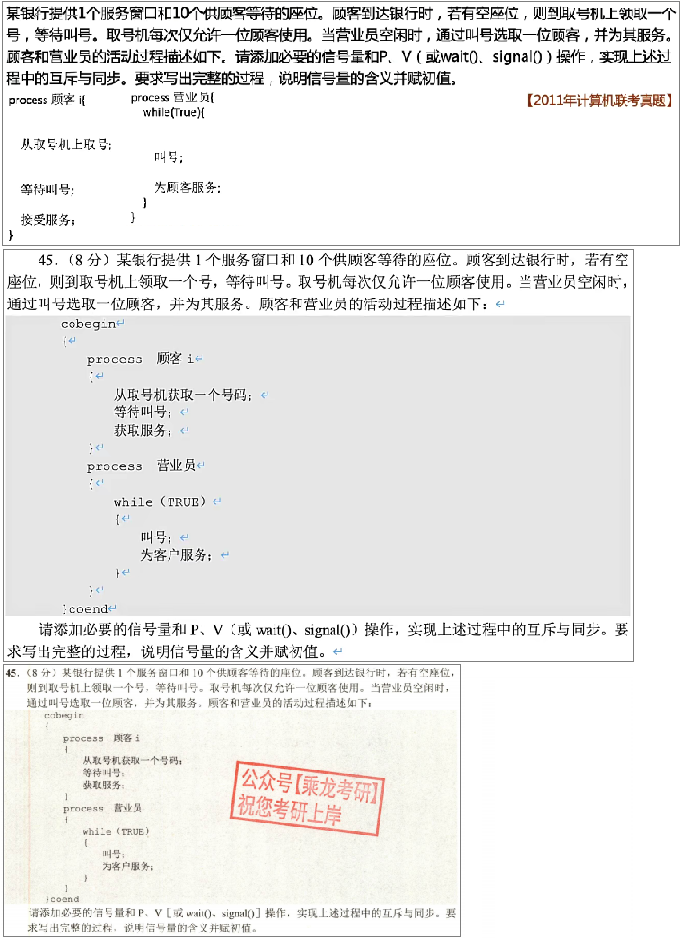 某银行提供1个服务窗口和10个供顾客等待的座位。顾客到达银行时，若有空座位，则到取号机上领取一个
号，等待叫号。取号机每次仅允许一位顾客使用。当营业员空闲时，通过叫号选取一位顾客，并为其服务。
顾客和营业员的活动过程描述如下。请添加必要的信号量和P、V（或wait()、signal()）操作，实现上述过
程中的互斥与同步。要求写出完整的过程，说明信号量的含义并赋初值。
process 顾客 i{ process 营业员{ 【2011年计算机联考真题】
while(True){
从取号机上取号;
叫号;
等待叫号; 为顾客服务;
}
接受服务; }
}
45．（8 分）某银行提供 1 个服务窗口和 10 个供顾客等待的座位。顾客到达银行时，若有空
座位，则到取号机上领取一个号，等待叫号。取号机每次仅允许一位顾客使用。当营业员空闲时，
通过叫号选取一位顾客，并为其服务。顾客和营业员的活动过程描述如下：↵
cobegin↵
{↵
process 顾客 i↵
{↵
从取号机获取一个号码；↵
等待叫号；↵
获取服务；↵
}↵
process 营业员↵
{↵
while（TRUE）↵
{↵
叫号；↵
为客户服务；↵
}↵
}↵
}coend↵
请添加必要的信号量和 P、V（或 wait()、signal()）操作，实现上述过程中的互斥与同步。要
求写出完整的过程，说明信号量的含义并赋初值。↵
45．（8 分）某银行提供 1 个服务窗口和 10 个供顾客等待的座位。顾客到达银行时，若有空座位，
则到取号机上领取一个号，等待叫号。取号机每次仅允许一位顾客使用。当营业员空闲时，
通过叫号选取一位顾客，并为其服务。顾客和营业员的活动过程描述如下：
cobegin
{
process 顾客 i
{
从取号机获取一个号码；
等待叫号；
获取服务；
}
process 营业员
{
while（TRUE）
{
叫号；
为客户服务；
}
}
}coend
公众号【乘龙考研】
祝您考研上岸
请添加必要的信号量和 P、V［或 wait()、signal()］操作，实现上述过程中的互斥与同步。要
求写出完整的过程，说明信号量的含义并赋初值。